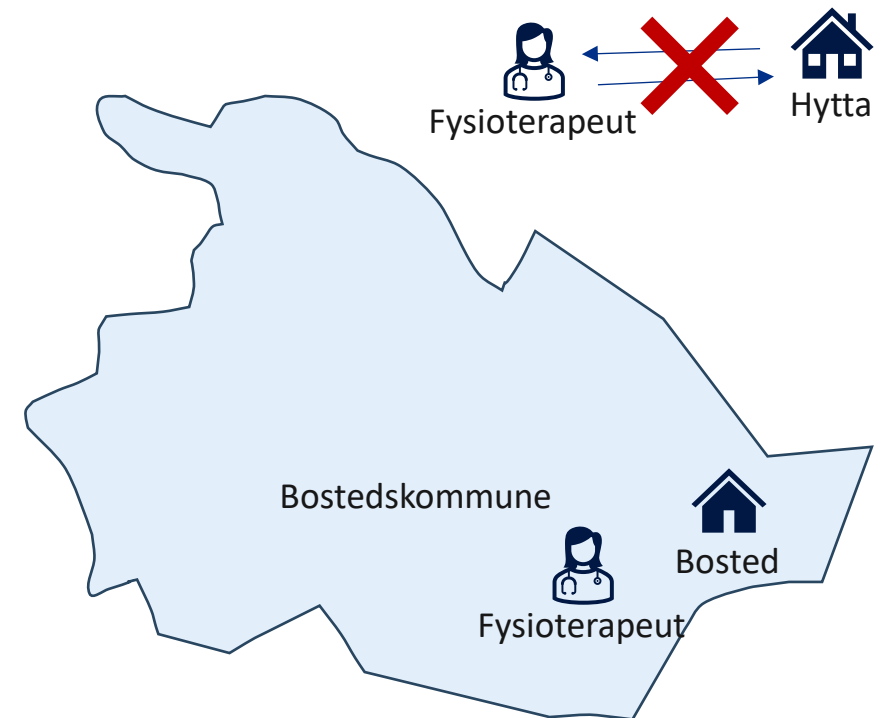 Fysioterapeut
Hytta
Bostedskommune
Bosted
Fysioterapeut